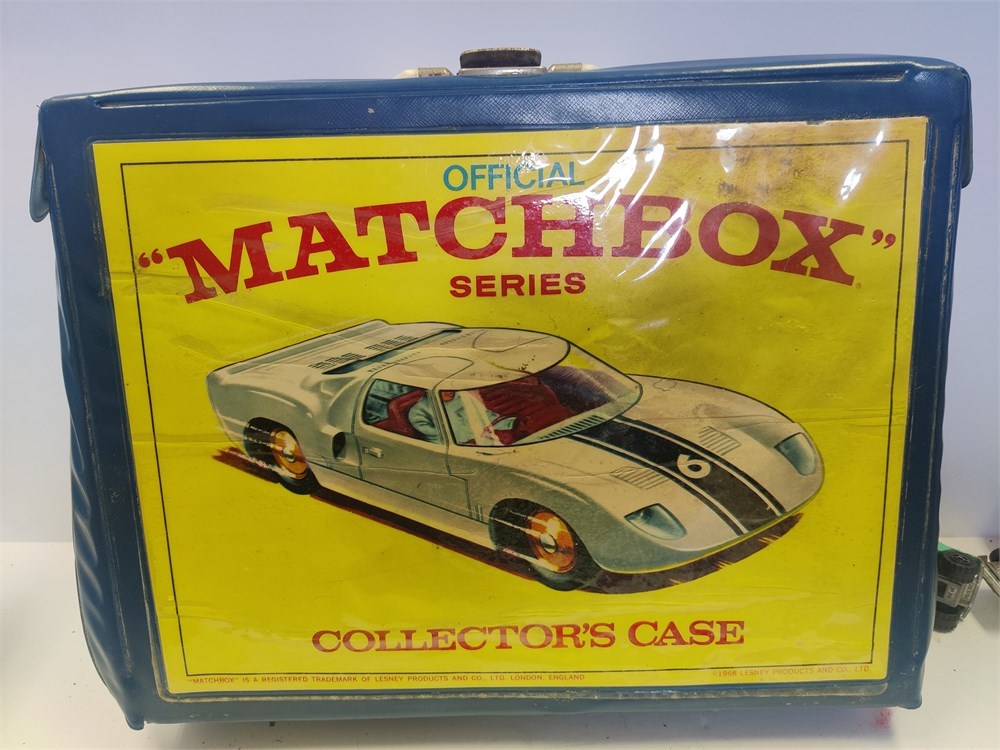 OFFICIAL
"MATCHBOX"
SERIES
6
COLLECTOR'S CASE
"MATCHBOX" IS A REGISTERED TRADEMARK OF LESNEY PRODUCTS AND CO., LTD. LONDON, ENGLAND
©1966 LESNEY PRODUCTS AND CO., LTD.